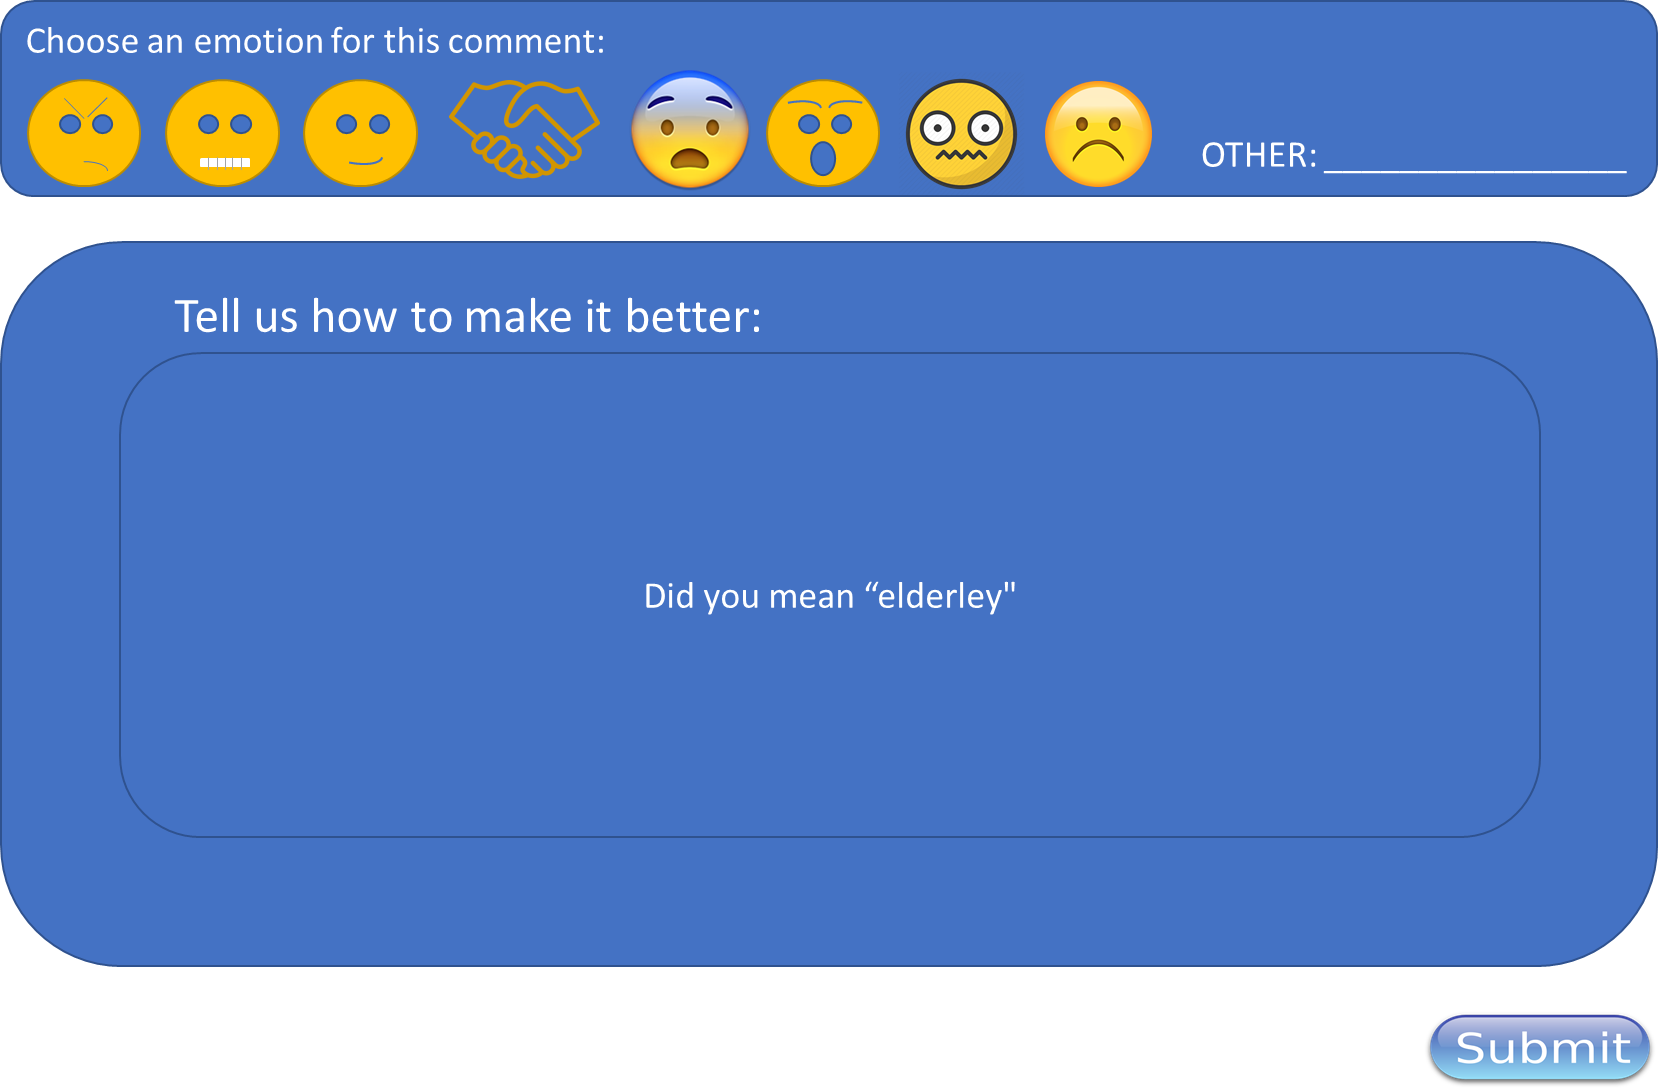 Choose an emotion for this comment:
OTHER: ________________
Tell us how to make it better:
Did you mean “elderley"
Submit